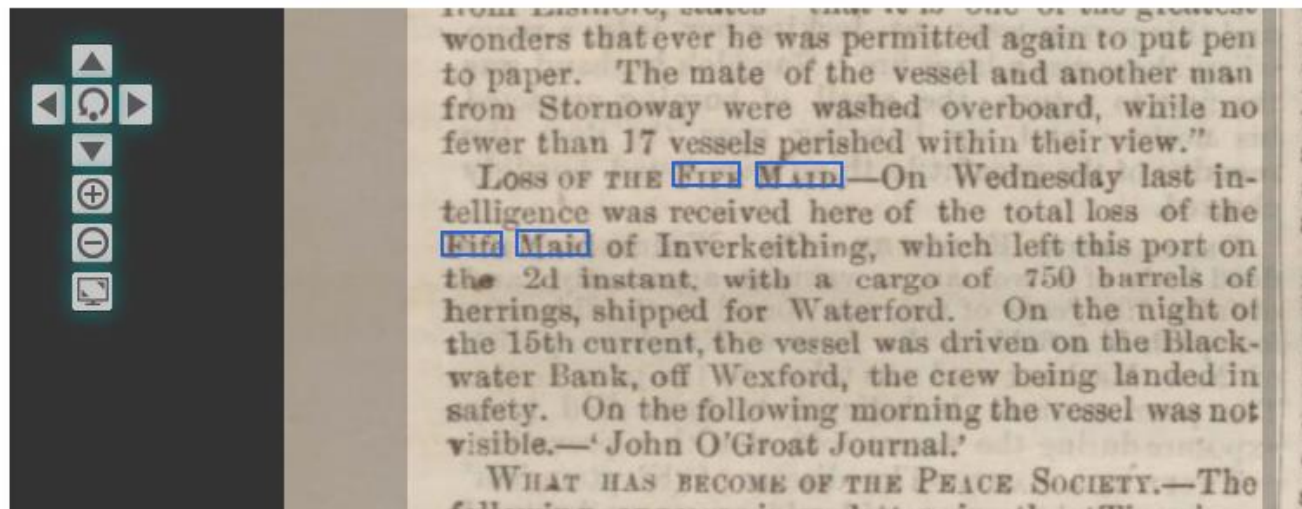 wonders that ever he was permitted again to put pen
to paper. The mate of the vessel and another man
from Stornoway were washed overboard, while no
fewer than 17 vessels perished within their view."
LOSS OF THE FIFE MAID.—On Wednesday last in-
telligence was received here of the total loss of the
Fife Maid of Inverkeithing, which left this port on
the 2d instant, with a cargo of 750 barrels of
herrings, shipped for Waterford. On the night of
the 15th current, the vessel was driven on the Black-
water Bank, off Wexford, the crew being landed in
safety. On the following morning the vessel was not
visible.—‘John O'Groat Journal.’
WHAT HAS BECOME OF THE PEACE SOCIETY.—The